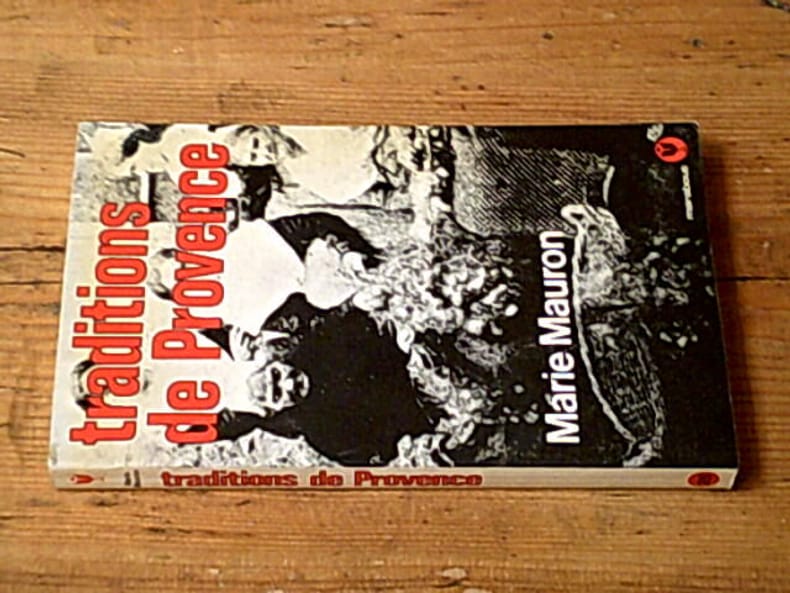 traditions
de Provence
Marie Mauron
marabout
traditions de Provence